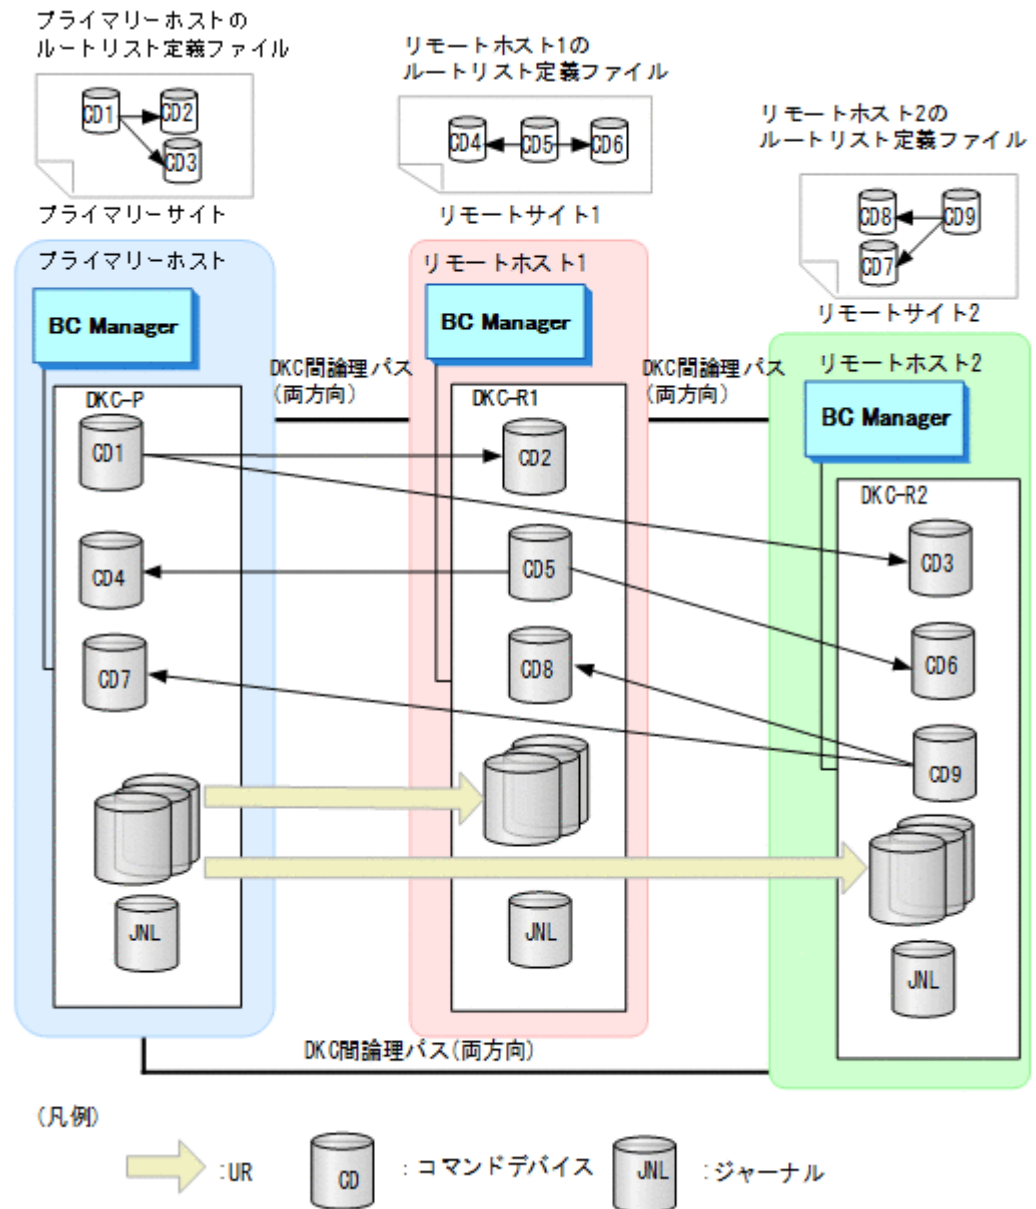 プライマリーホストの
ルートリスト定義ファイル
CD1
CD2
CD3
リモートホスト1の
ルートリスト定義ファイル
CD4
CD5
CD6
リモートホスト2の
ルートリスト定義ファイル
CD8
CD9
CD7
プライマリーサイト
リモートサイト1
リモートサイト2
プライマリーホスト
BC Manager
DKC-P
CD1
CD4
CD7
JNL
DKC間論理パス
(両方向)
リモートホスト1
BC Manager
DKC-R1
CD2
CD5
CD8
JNL
DKC間論理パス
(両方向)
リモートホスト2
BC Manager
DKC-R2
CD3
CD6
CD9
JNL
DKC間論理パス(両方向)
(凡例)
:UR
CD
:コマンドデバイス
JNL
:ジャーナル